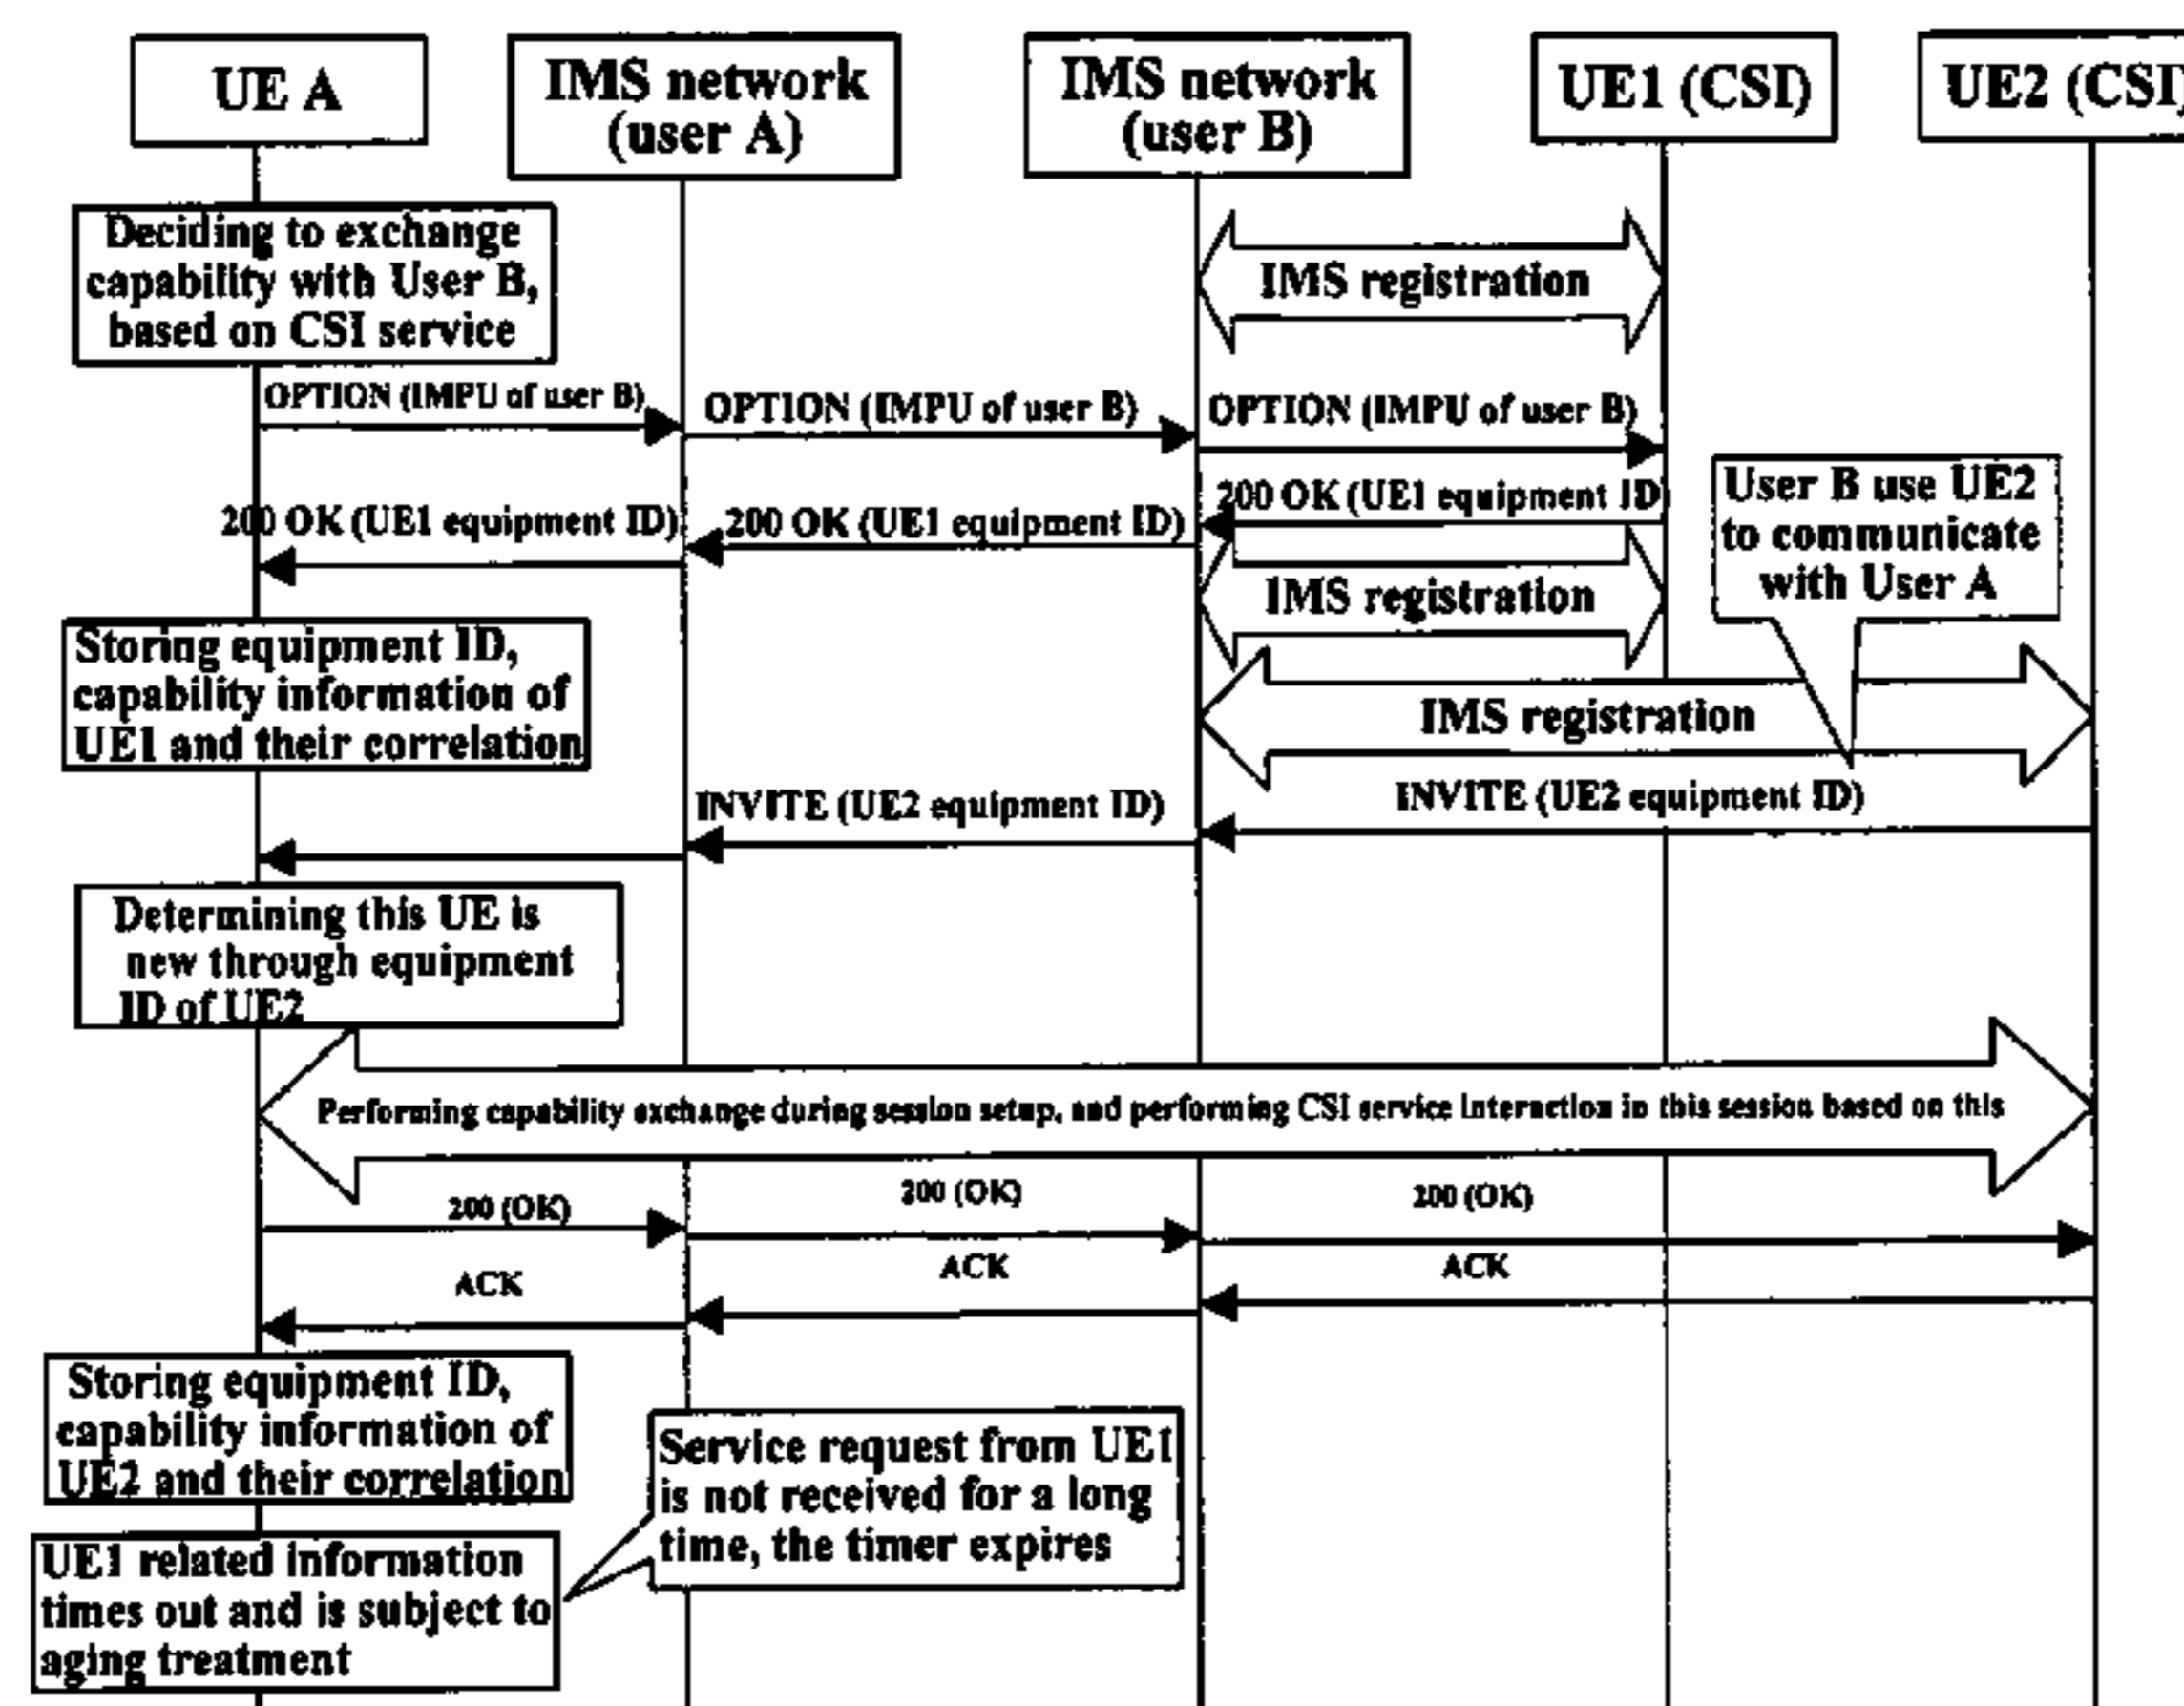 UE A
IMS network
(user A)
IMS network
(user B)
UE1 (CSI)
UE2 (CSI)
Deciding to exchange
capability with User B,
based on CSI service
IMS registration
OPTION (IMPU of user B)
OPTION (IMPU of user B)
OPTION (IMPU of user B)
200 OK (UE1 equipment ID)
200 OK (UE1 equipment ID)
200 OK (UE1 equipment ID)
User B use UE2
to communicate
with User A
IMS registration
Storing equipment ID,
capability information of
UE1 and their correlation
IMS registration
INVITE (UE2 equipment ID)
INVITE (UE2 equipment ID)
Determining this UE is
new through equipment
ID of UE2
Performing capability exchange during session setup, and performing CSI service internction in this session based on this
200 (OK)
200 (OK)
200 (OK)
ACK
ACK
ACK
Storing equipment ID,
capability information of
UE2 and their correlation
Service request from UE1
is not received for a long
time, the timer expires
UE1 related information
times out and is subject to
aging treatment